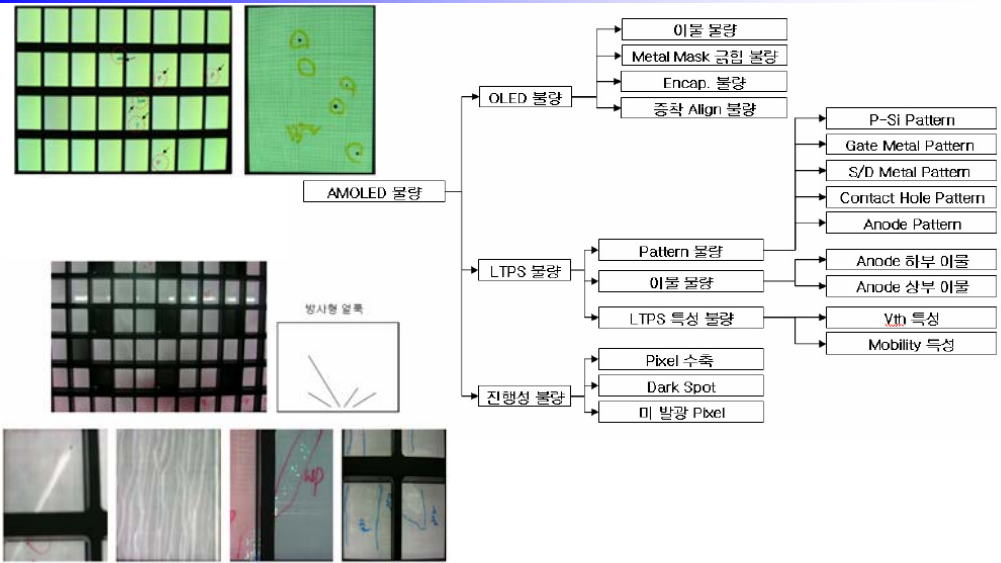 이물 불량
Metal Mask 긁힘 불량
OLED 불량
Encap. 불량
증착 Align 불량
P-Si Pattern
Gate Metal Pattern
S/D Metal Pattern
AMOLED 불량
Contact Hole Pattern
Anode Pattern
Pattern 불량
Anode 하부 이물
LTPS 불량
이물 불량
Anode 상부 이물
방사형 얼룩
LTPS 특성 불량
Vth 특성
Mobility 특성
Pixel 수축
Dark Spot
진행성 불량
미 발광 Pixel